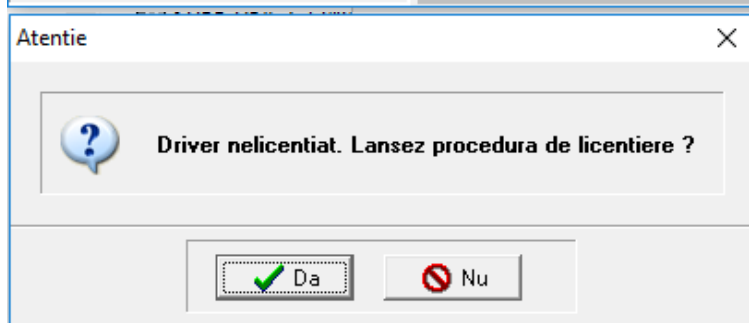 Atentie
Driver nelicentiat. Lansez procedura de licentiere ?
Da
Nu